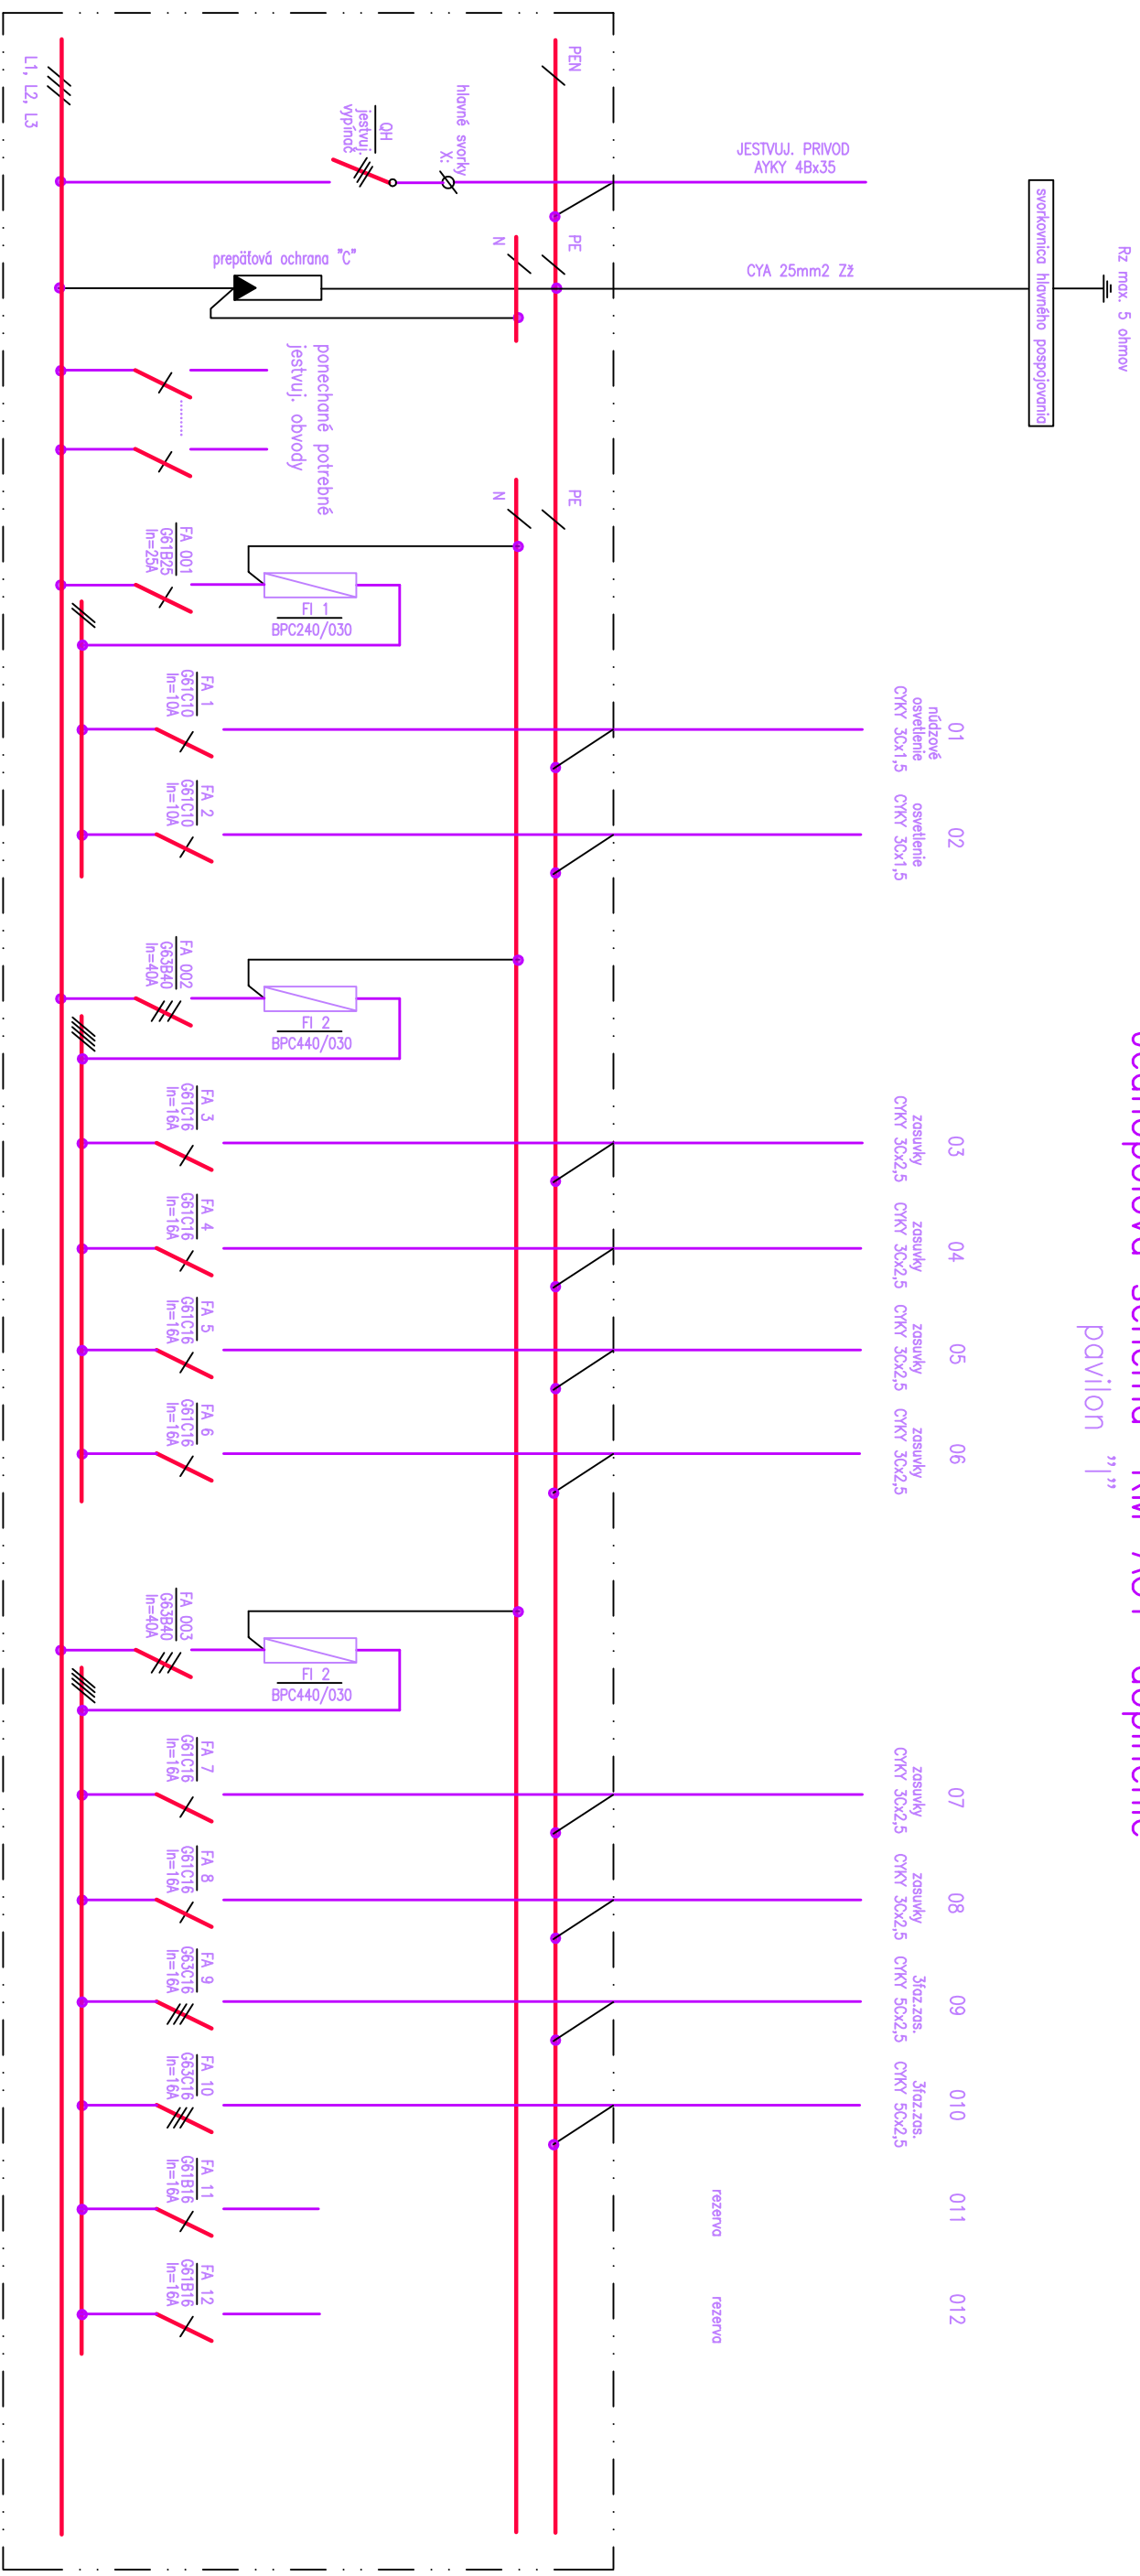 pavilon "I"
Rz max. 5 ohmov
svorkovnica hlavného pospojovania
01
núdzové
osvetlenie
CYKY 3Cx1,5
02
osvetlenie
CYKY 3Cx1,5
03
zasuvky
CYKY 3Cx2,5
04
zasuvky
CYKY 3Cx2,5
05
zasuvky
CYKY 3Cx2,5
06
zasuvky
CYKY 3Cx2,5
07
zasuvky
CYKY 3Cx2,5
08
zasuvky
CYKY 3Cx2,5
09
3faz.zas.
CYKY 5Cx2,5
010
3faz.zas.
CYKY 5Cx2,5
011
rezerva
012
rezerva
JESTVUJ. PRIVOD
AYKY 4Bx35
CYA 25mm2 Zž
PEN
PE
N
PE
N
hlavné svorky
X:
QH
jestvuj.
vypínač
prepäťová ochrana "C"
ponechané potrebné
jestvuj. obvody
FI 1
BPC240/030
FI 2
BPC440/030
FI 2
BPC440/030
FA 001
G61B25
In=25A
FA 1
G61C10
In=10A
FA 2
G61C10
In=10A
FA 002
G63B40
In=40A
FA 3
G61C16
In=16A
FA 4
G61C16
In=16A
FA 5
G61C16
In=16A
FA 6
G61C16
In=16A
FA 003
G63B40
In=40A
FA 7
G61C16
In=16A
FA 8
G61C16
In=16A
FA 9
G63C16
In=16A
FA 10
G63C16
In=16A
FA 11
G61B16
In=16A
FA 12
G61B16
In=16A
L1, L2, L3